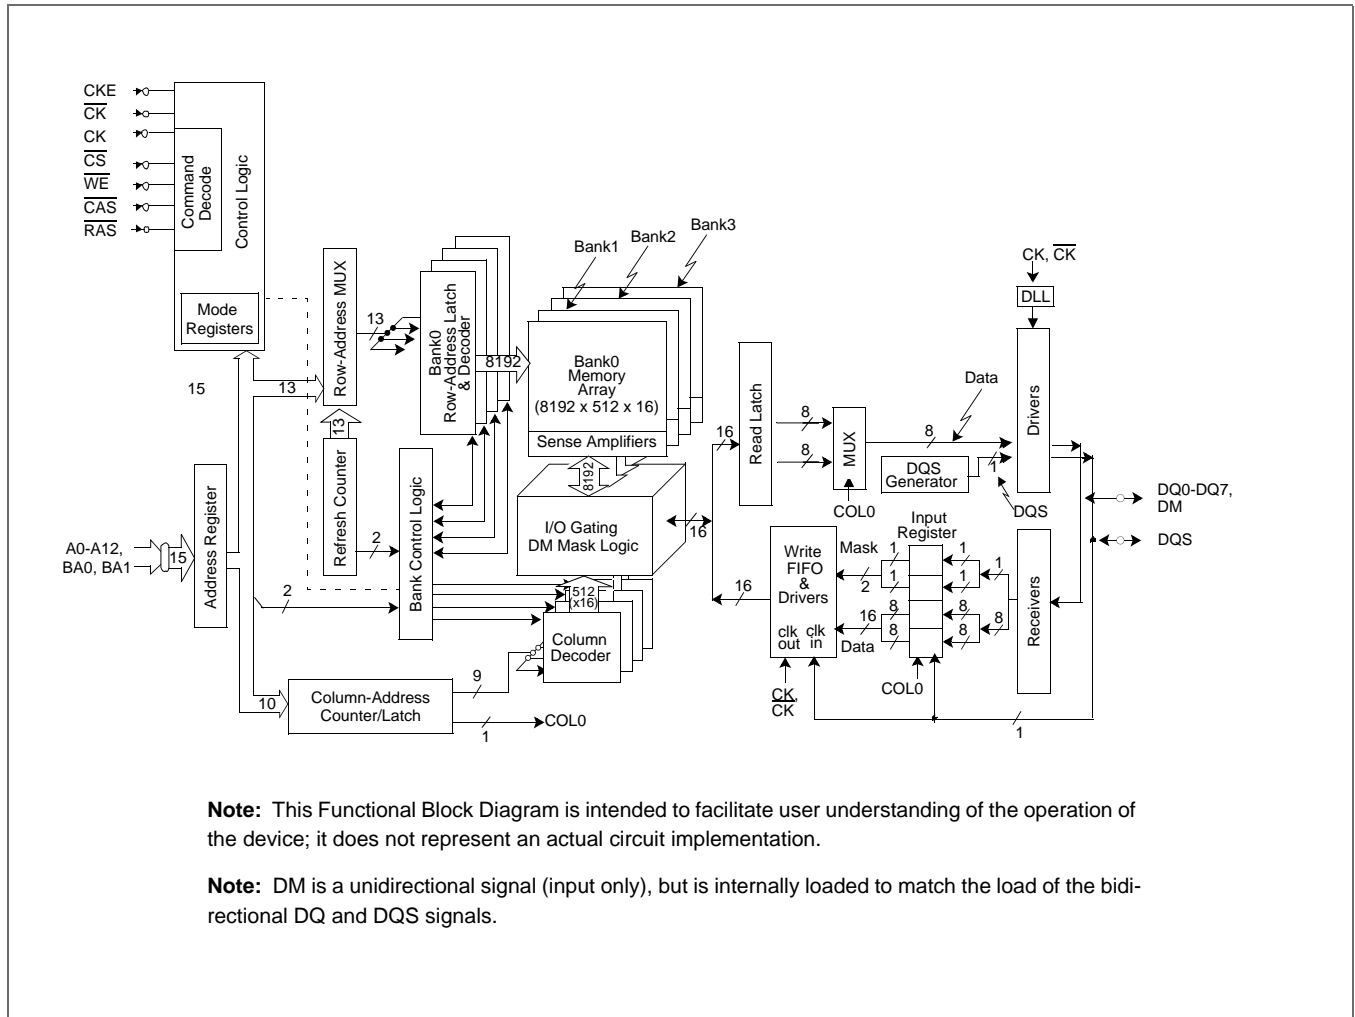 CKE
CK
CK
CS
WE
CAS
RAS
Command
Decode
Control Logic
Mode
Registers
15
13
Row-Address MUX
13
Refresh Counter
13
2
Bank0
Row-Address Latch
& Decoder
8192
Bank1
Bank2
Bank3
Bank0
Memory
Array
(8192 x 512 x 16)
Sense Amplifiers
8192
I/O Gating
DM Mask Logic
16
Bank Control Logic
512
(x16)
Column
Decoder
A0-A12,
BA0, BA1
15
Address Register
2
10
Column-Address
Counter/Latch
9
1
COL0
16
Read Latch
8
8
MUX
COL0
8
Data
DQS
Generator
1
DQS
CK, CK
DLL
Drivers
DQ0-DQ7,
DM
DQS
16
Write
FIFO
&
Drivers
clk
out
clk
in
CK,
CK
Mask
1
1
2
16
8
8
Data
Input
Register
COL0
1
1
1
8
8
8
Receivers
1
Note: This Functional Block Diagram is intended to facilitate user understanding of the operation of
the device; it does not represent an actual circuit implementation.
Note: DM is a unidirectional signal (input only), but is internally loaded to match the load of the bidi-
rectional DQ and DQS signals.